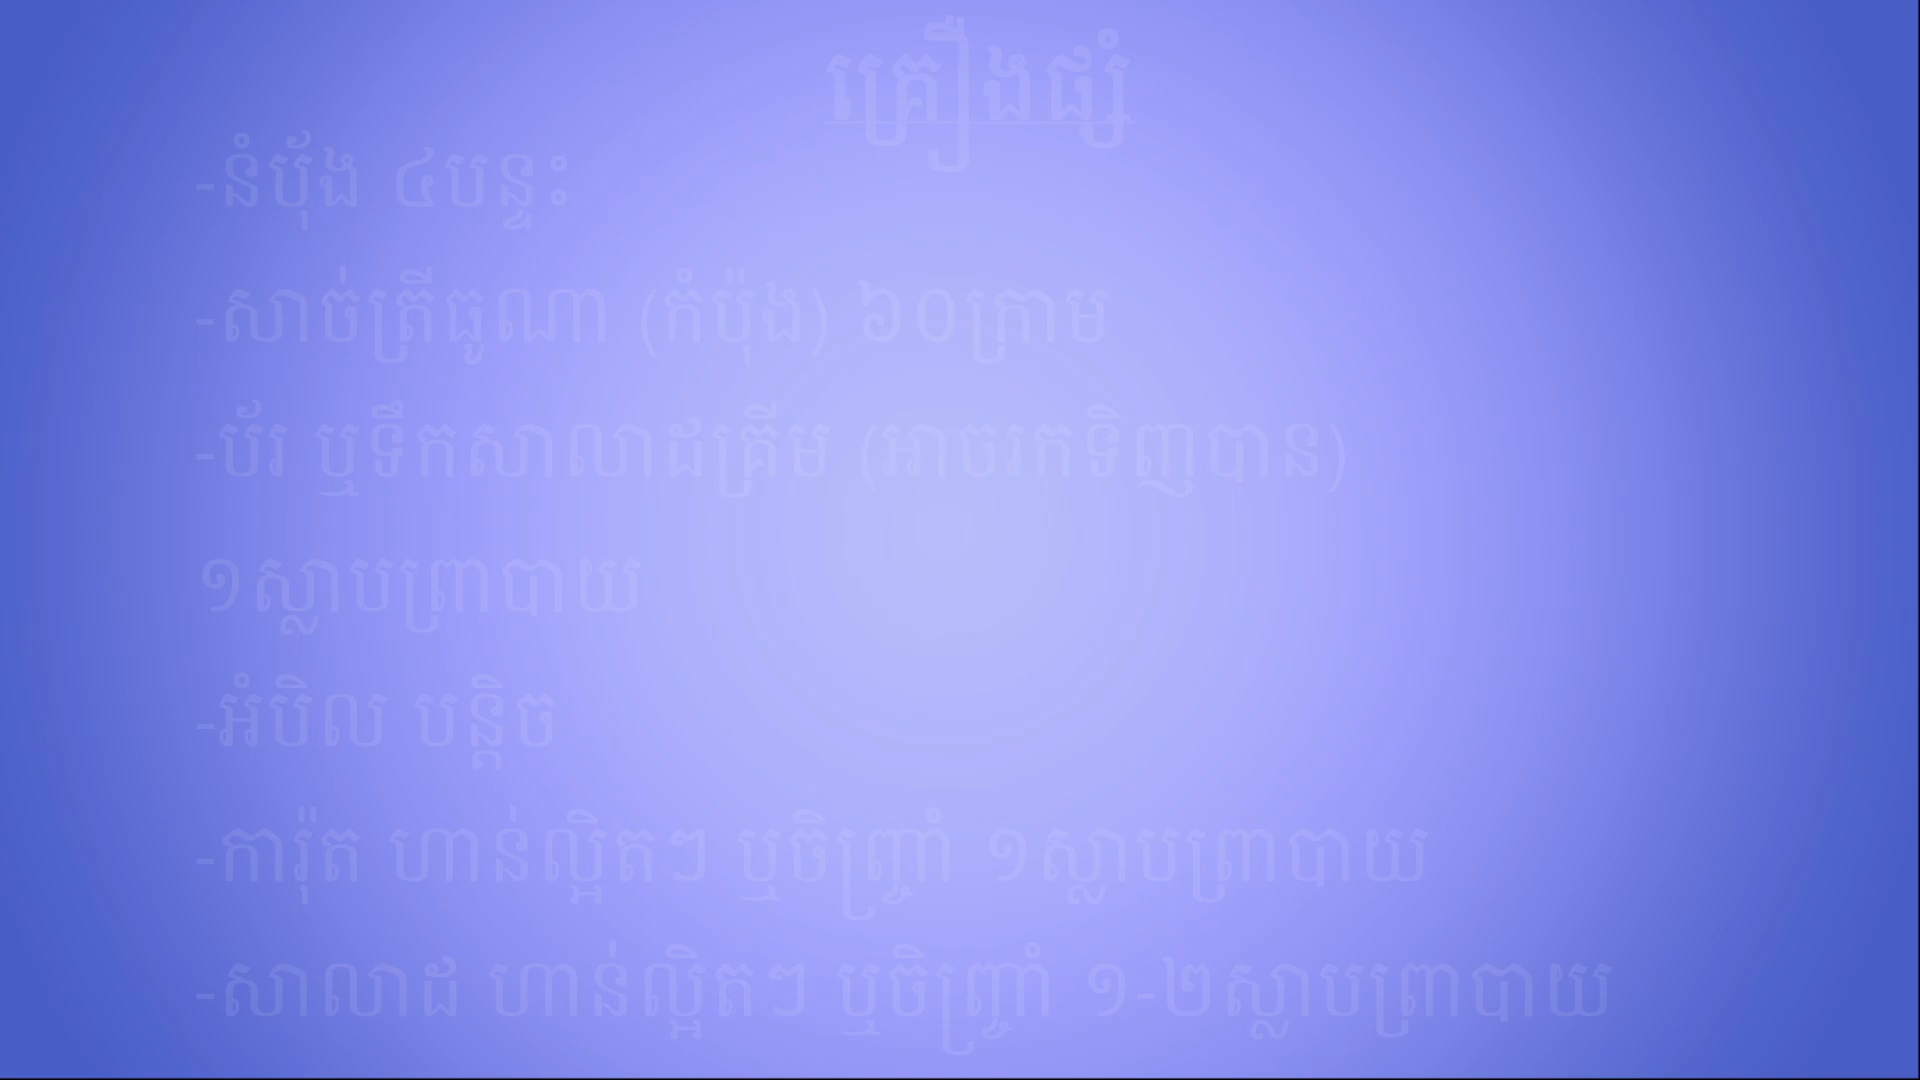 គ្រឿងផ្សំ
-នំប៉័ង ៤បន្ទះ
-សាច់ត្រីធូណា (កំប៉ុង) ៦០ក្រាម
-ប័រ ឬទឹកសាលាដគ្រីម (អាចរកទិញបាន)
១ស្លាបព្រាបាយ
-អំបិល បន្តិច
-ការ៉ុត ហាន់ល្អិតៗ ឬចិញ្ច្រាំ ១ស្លាបព្រាបាយ
-សាលាដ ហាន់ល្អិតៗ ឬចិញ្ច្រាំ ១-២ស្លាបព្រាបាយ